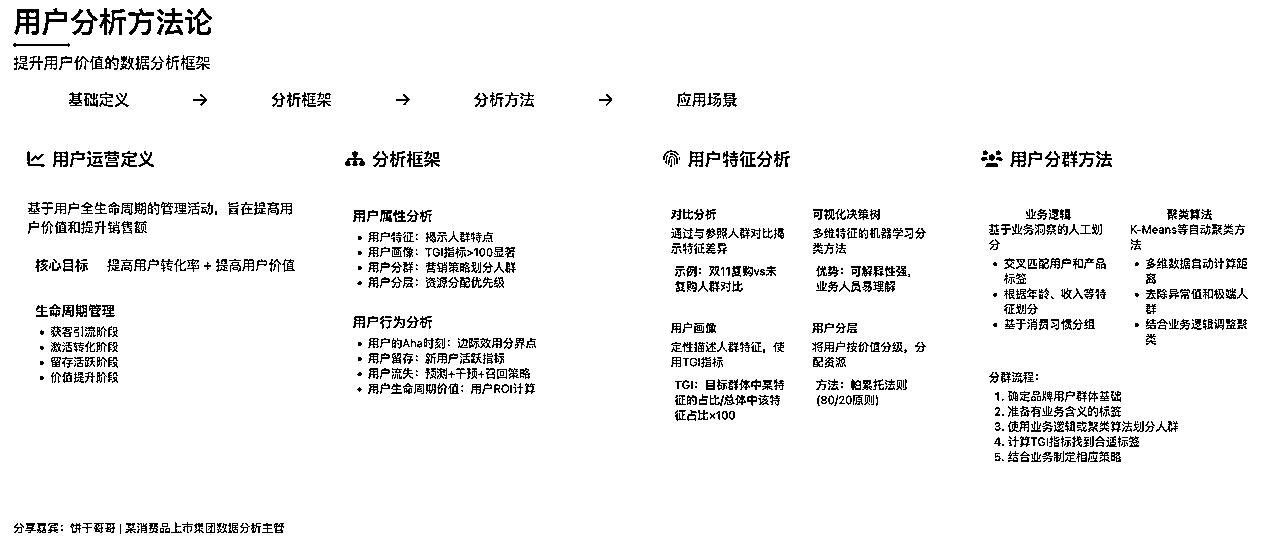 用户分析方法论
提升用户价值的数据分析框架
基础定义 → 分析框架 → 分析方法 → 应用场景
用户运营定义
基于用户全生命周期的管理活动，旨在提高用
户价值和提升销售额
核心目标 提高用户转化率 + 提高用户价值
生命周期管理
• 获客引流阶段
• 激活转化阶段
• 留存活跃阶段
• 价值提升阶段
分析框架
用户属性分析
• 用户特征：揭示人群特点
• 用户画像：TGI指标>100显著
• 用户分群：营销策略划分人群
• 用户分层：资源分配优先级
用户行为分析
• 用户的Aha时刻：边际效用分界点
• 用户留存：新用户活跃指标
• 用户流失：预测+干预+召回策略
• 用户生命周期价值：用户ROI计算
用户特征分析
对比分析
通过与参照人群对比揭
示特征差异
示例：双11复购vs未
复购人群对比
可视化决策树
多维特征的机器学习分
类方法
优势：可解释性强，
业务人员易理解
用户画像
定性描述人群特征，使
用TGI指标
TGI：目标群体中某特
征的占比/总体中该特
征占比×100
用户分层
将用户按价值分级，分
配资源
方法：帕累托法则
(80/20原则)
用户分群方法
业务逻辑
基于业务洞察的人工划
分
• 交叉匹配用户和产品
标签
• 根据年龄、收入等特
征划分
• 基于消费习惯分组
聚类算法
K-Means等自动聚类方
法
• 多维数据自动计算距
离
• 去除异常值和极端人
群
• 结合业务逻辑调整聚
类
分群流程：
1. 确定品牌用户群体基础
2. 准备有业务含义的标签
3. 使用业务逻辑或聚类算法划分人群
4. 计算TGI指标找到合适标签
5. 结合业务制定相应策略
分享嘉宾：饼干哥哥 | 某消费品上市集团数据分析主管